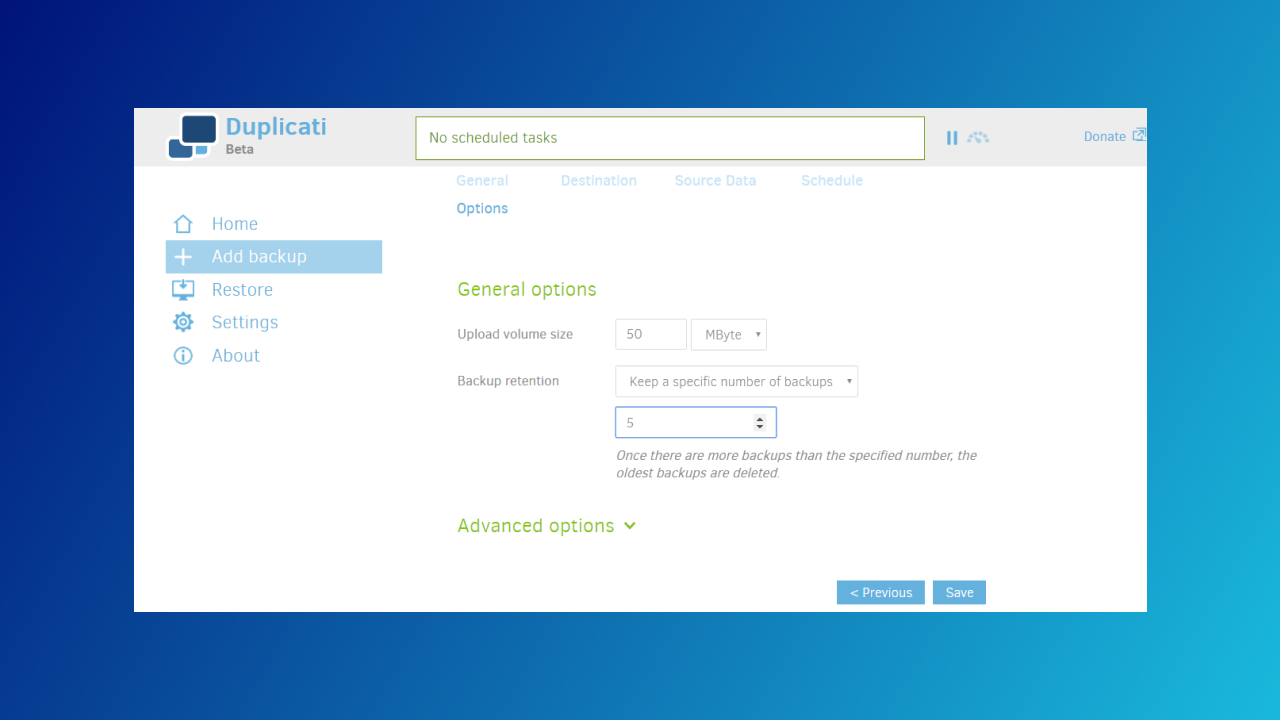 Duplicati
Beta
No scheduled tasks
Donate
General Destination Source Data Schedule
Options
Home
Add backup
Restore
Settings
About
General options
Upload volume size 50 MByte
Backup retention Keep a specific number of backups
5
Once there are more backups than the specified number, the
oldest backups are deleted.
Advanced options
< Previous Save